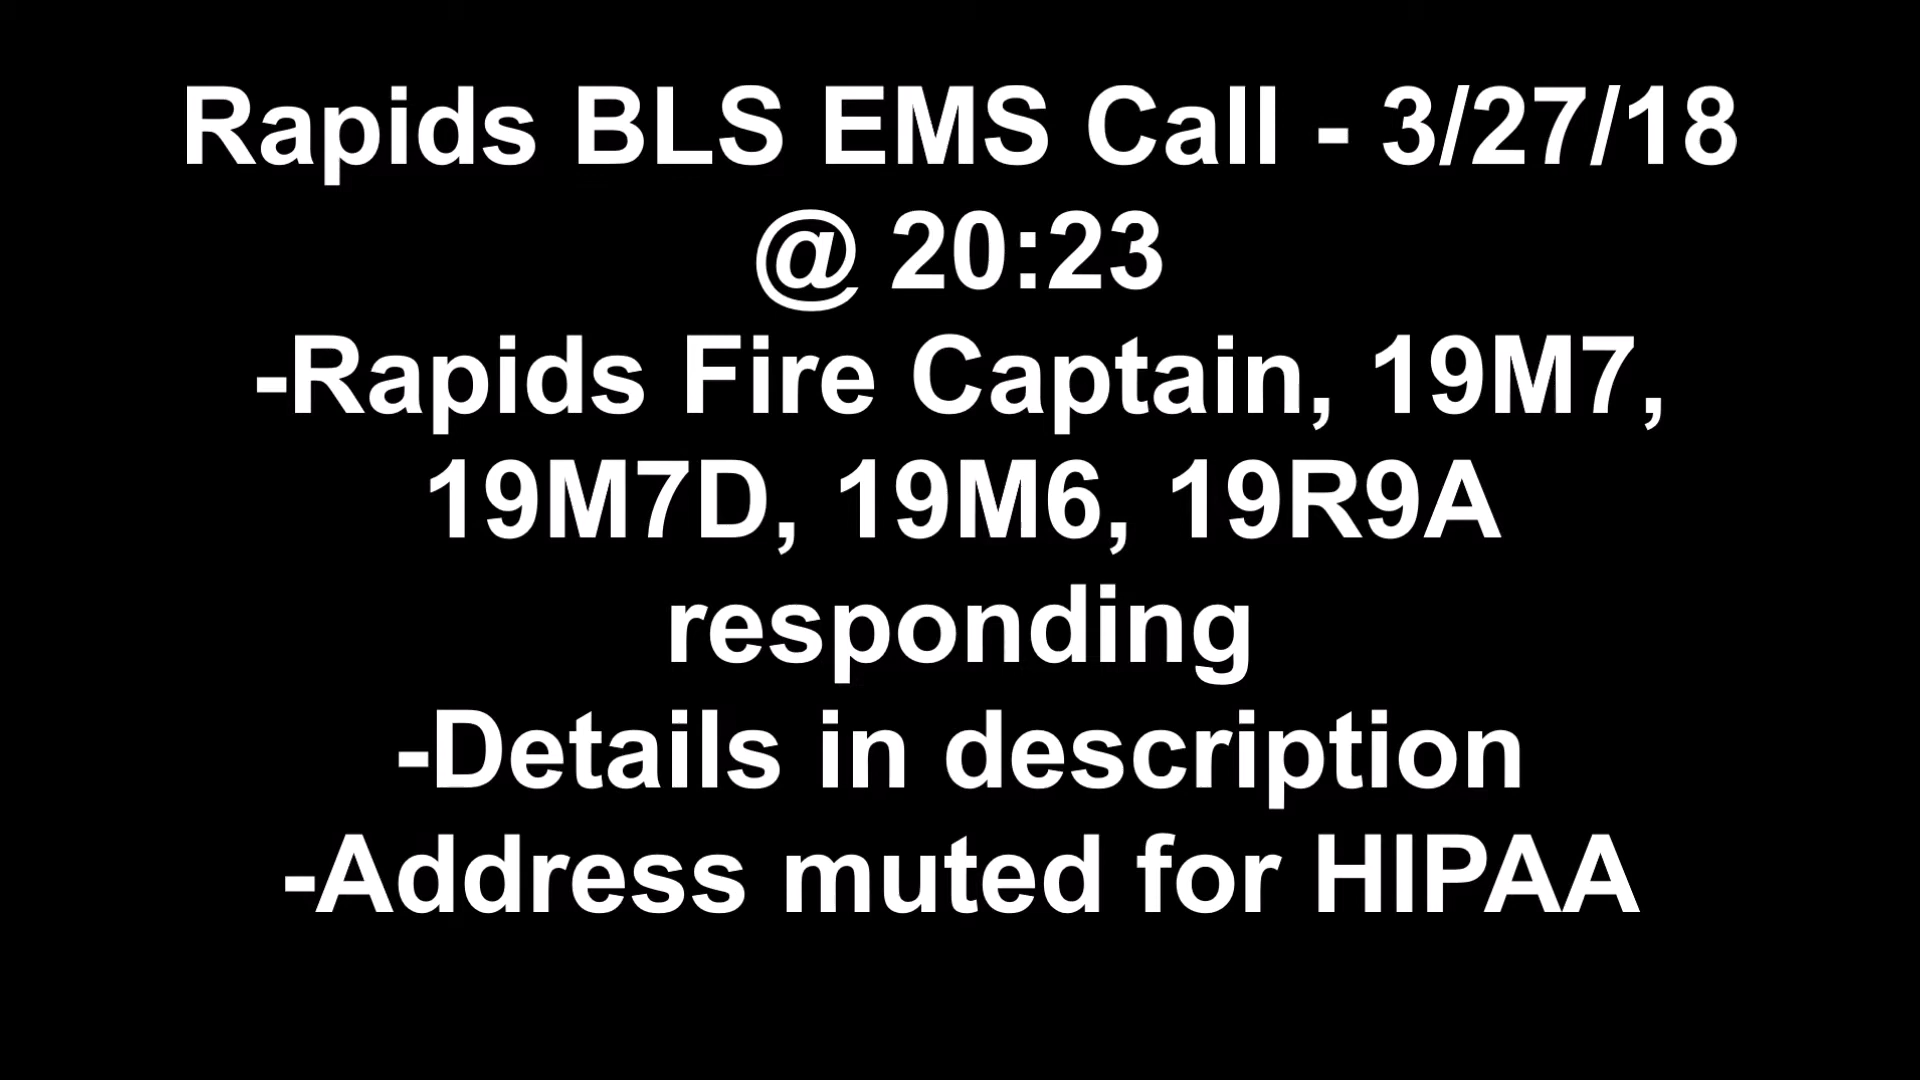 Rapids BLS EMS Call - 3/27/18
@ 20:23
-Rapids Fire Captain, 19M7,
19M7D, 19M6, 19R9A
responding
-Details in description
-Address muted for HIPAA